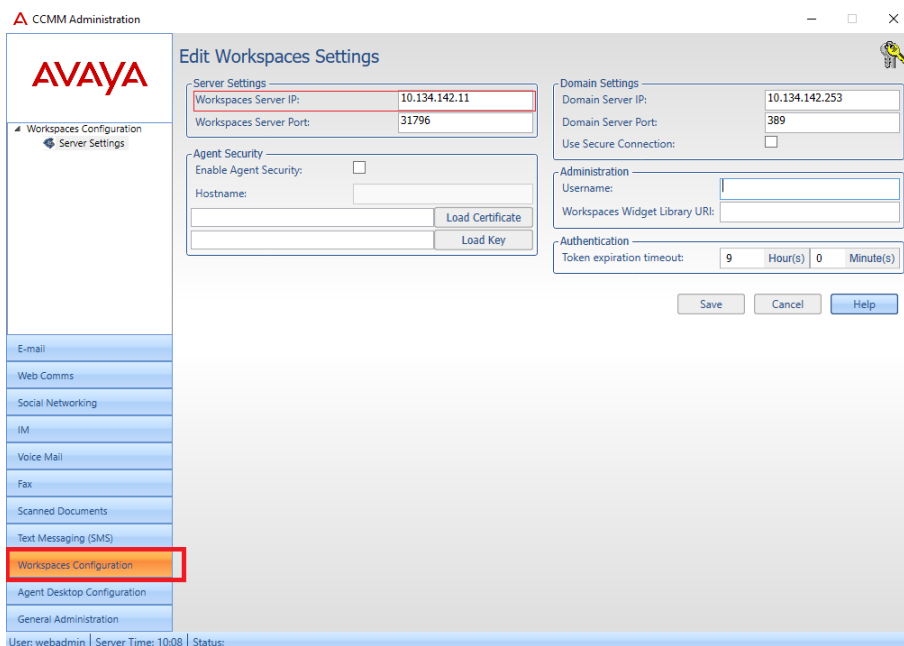 CCMM Administration
AVAYA
Workspaces Configuration
Server Settings
Edit Workspaces Settings
Server Settings
Workspaces Server IP: 10.134.142.11
Workspaces Server Port: 31796
Agent Security
Enable Agent Security:
Hostname:
Load Certificate
Load Key
Domain Settings
Domain Server IP: 10.134.142.253
Domain Server Port: 389
Use Secure Connection:
Administration
Username:
Workspaces Widget Library URI:
Authentication
Token expiration timeout: 9 Hour(s) 0 Minute(s)
Save Cancel Help
E-mail
Web Comms
Social Networking
IM
Voice Mail
Fax
Scanned Documents
Text Messaging (SMS)
Workspaces Configuration
Agent Desktop Configuration
General Administration
User: webadmin Server Time: 10:08 Status: